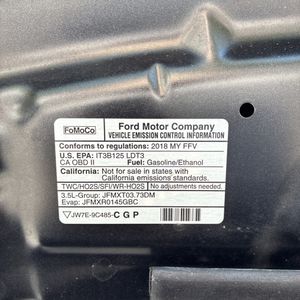 FoMoCo
Ford Motor Company
VEHICLE EMISSION CONTROL INFORMATION
Conforms to regulations: 2018 MY FFV
U.S. EPA: IT3B125 LDT3
CA OBD II Fuel: Gasoline/Ethanol
California: Not for sale in states with
California emissions standards.
TWC/HO2S/SFI/WR-HO2S No adjustments needed.
3.5L-Group: JFMXT03.73DM
Evap: JFMXR0145GBC
JW7E-9C485-CGP